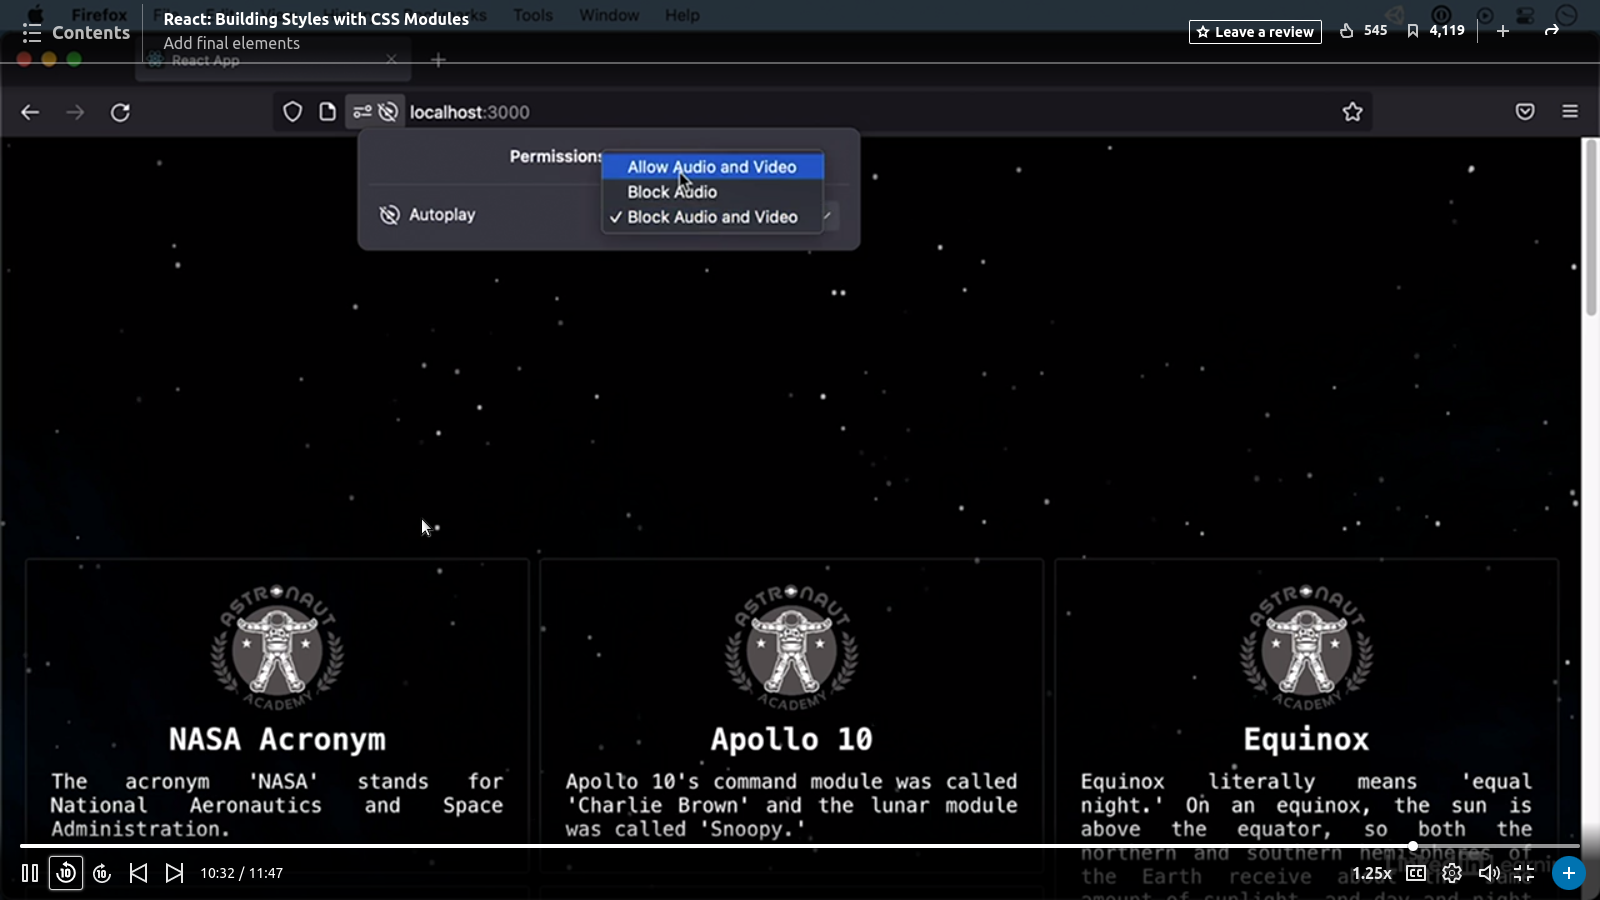 Firefox
Tools
Window
Help
Contents
React: Building Styles with CSS Modules
Add final elements
Leave a review
545
4,119
React App
localhost:3000
Permissions
Allow Audio and Video
Block Audio
Block Audio and Video
Autoplay
ASTRONAUT
ACADEMY
ASTRONAUT
ACADEMY
ASTRONAUT
ACADEMY
NASA Acronym
The acronym 'NASA' stands for
National Aeronautics and Space
Administration.
Apollo 10
Apollo 10's command module was called
'Charlie Brown' and the lunar module
was called 'Snoopy.'
Equinox
Equinox literally means 'equal
night.' On an equinox, the sun is
above the equator, so both the
northern and southern hemispheres of
the Earth receive about the same
amount of sunlight, and day and night
10
10
10:32 / 11:47
1.25x
CC